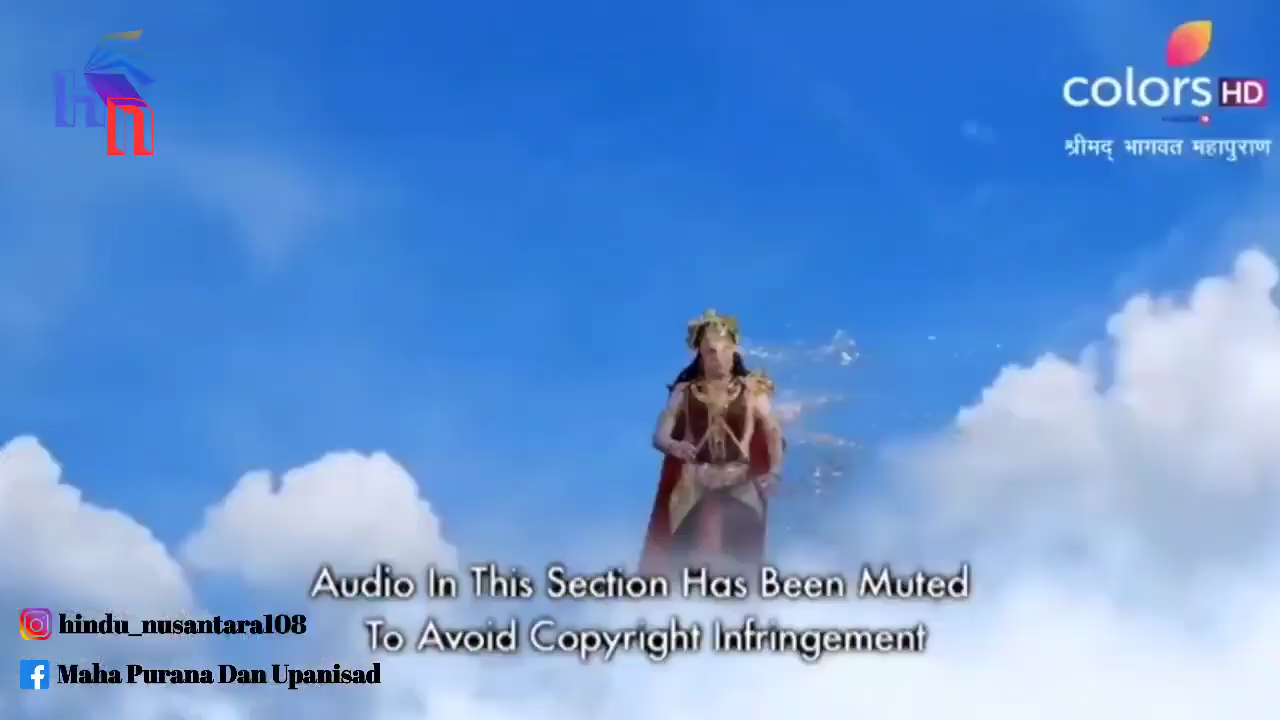 hn
colors HD
श्रीमद् भागवत महापुराण
Audio In This Section Has Been Muted
To Avoid Copyright Infringement
hindu_nusantara108
Maha Purana Dan Upanisad